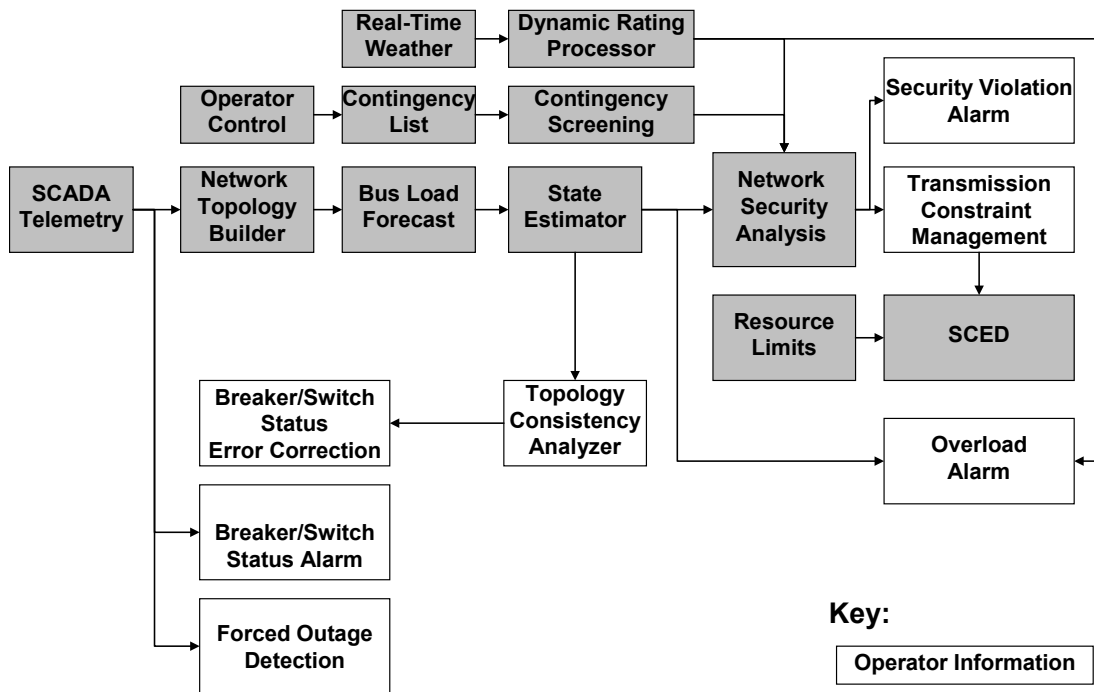 Real-Time
Weather
Dynamic Rating
Processor
Operator
Control
Contingency
List
Contingency
Screening
Security Violation
Alarm
SCADA
Telemetry
Network
Topology
Builder
Bus Load
Forecast
State
Estimator
Network
Security
Analysis
Transmission
Constraint
Management
Resource
Limits
SCED
Breaker/Switch
Status
Error Correction
Topology
Consistency
Analyzer
Overload
Alarm
Breaker/Switch
Status Alarm
Forced Outage
Detection
Key:
Operator Information